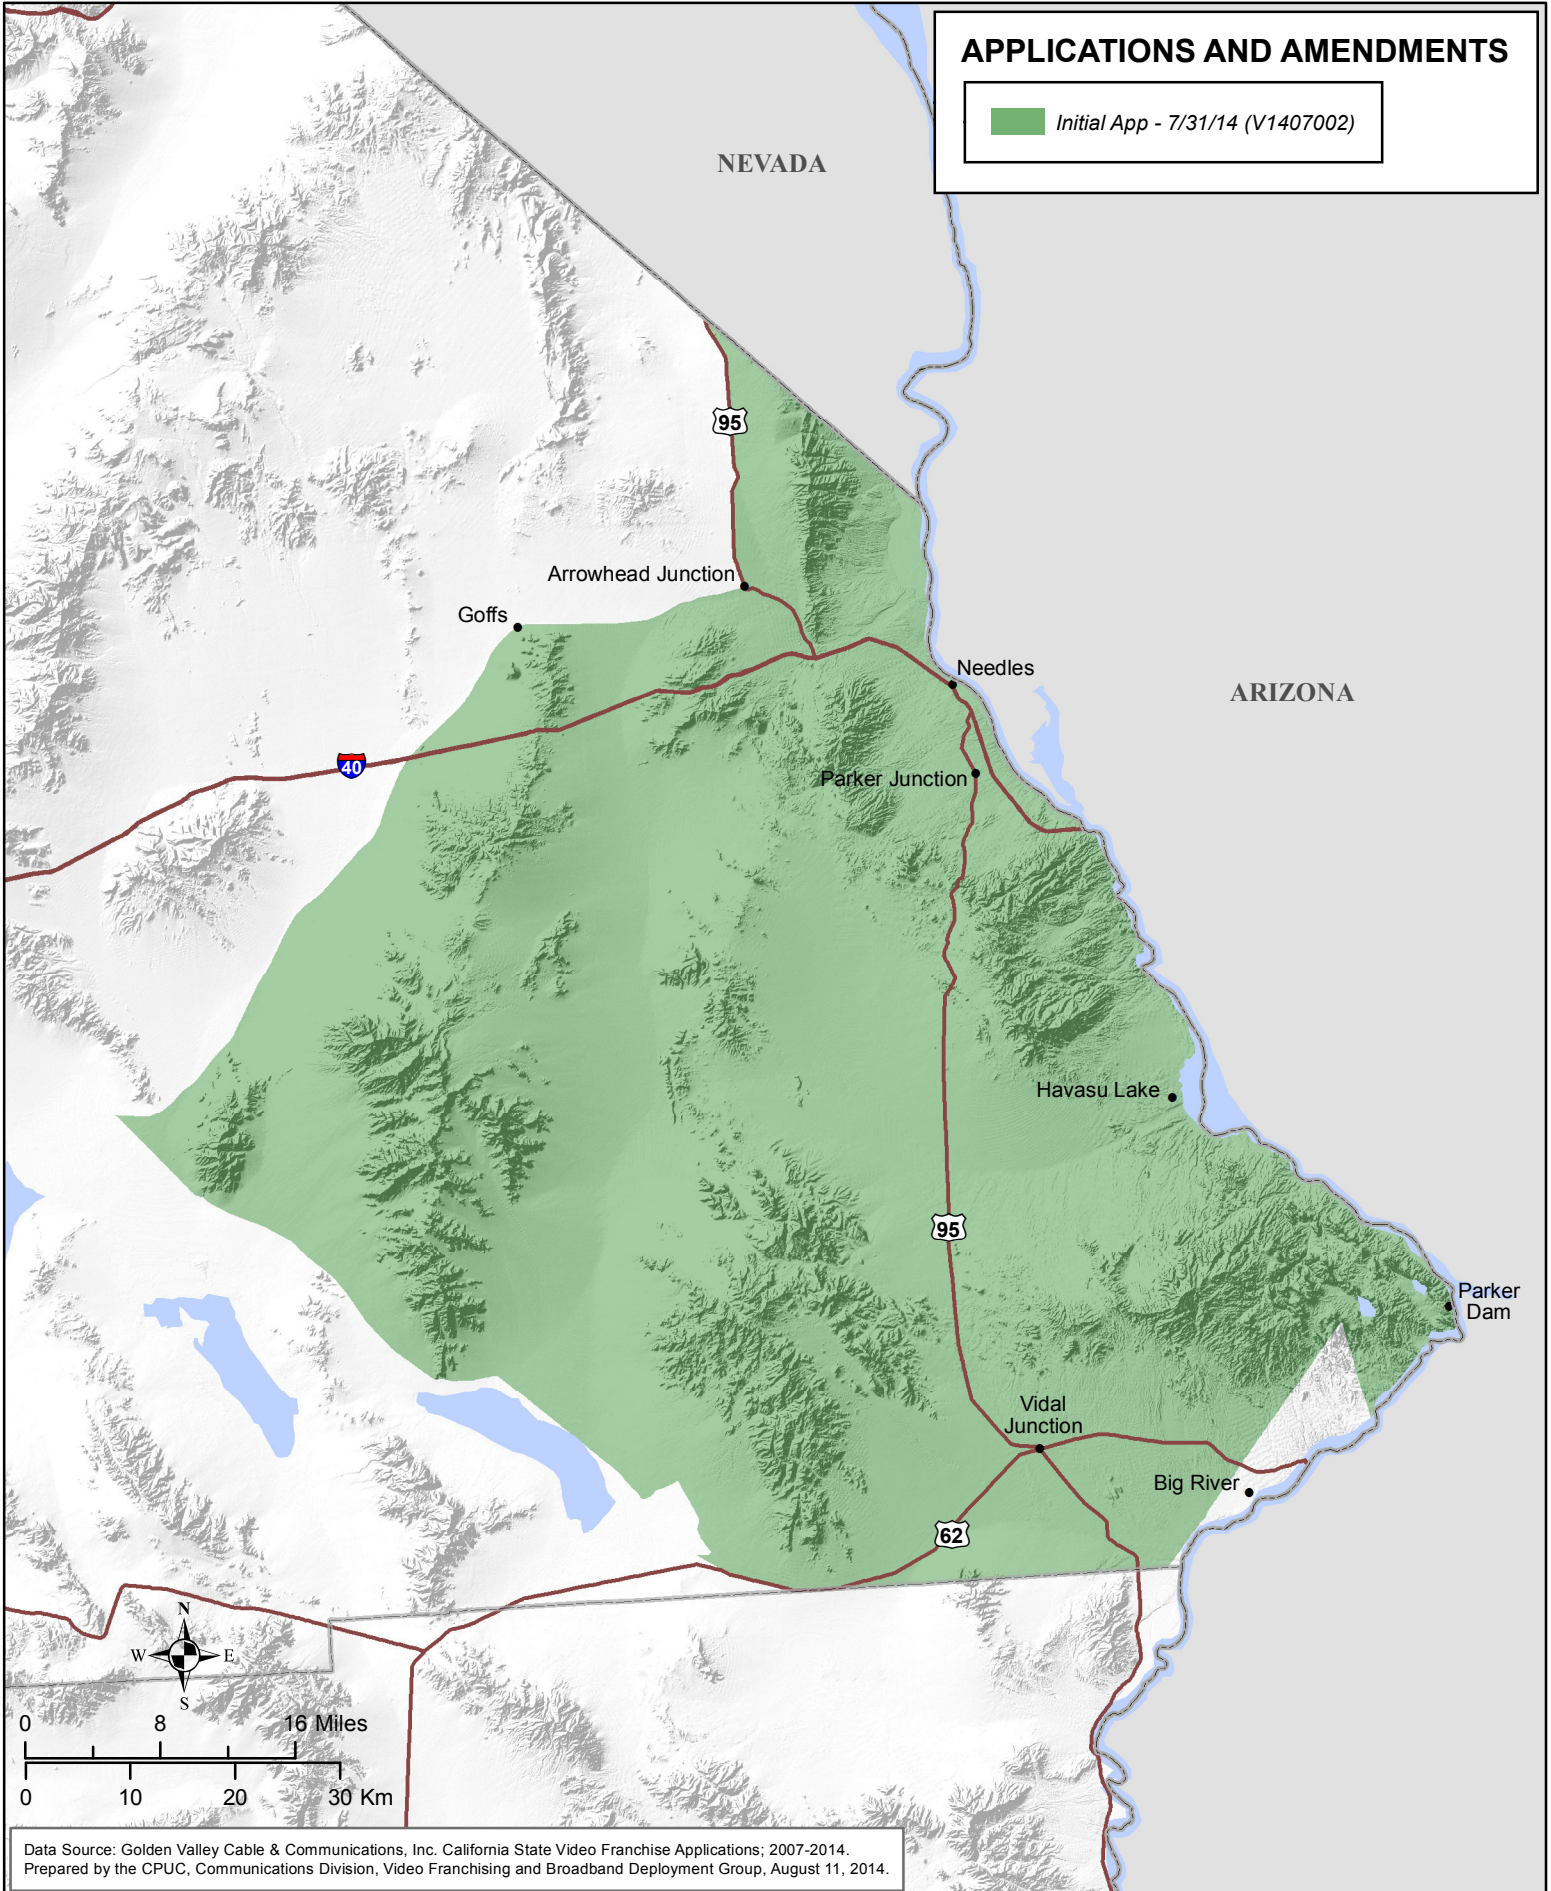 APPLICATIONS AND AMENDMENTS
Initial App - 7/31/14 (V1407002)
NEVADA
95
Arrowhead Junction
Goffs
Needles
ARIZONA
40
Parker Junction
Havasu Lake
95
Parker
Dam
Vidal
Junction
Big River
62
N
W E
S
0 8 16 Miles
0 10 20 30 Km
Data Source: Golden Valley Cable & Communications, Inc. California State Video Franchise Applications; 2007-2014.
Prepared by the CPUC, Communications Division, Video Franchising and Broadband Deployment Group, August 11, 2014.